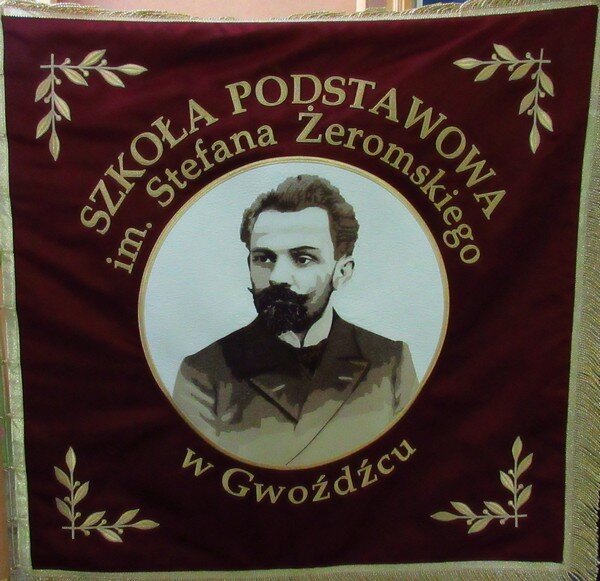 SZKOŁA PODSTAWOWA
im. Stefana Żeromskiego
w Gwoźdźcu